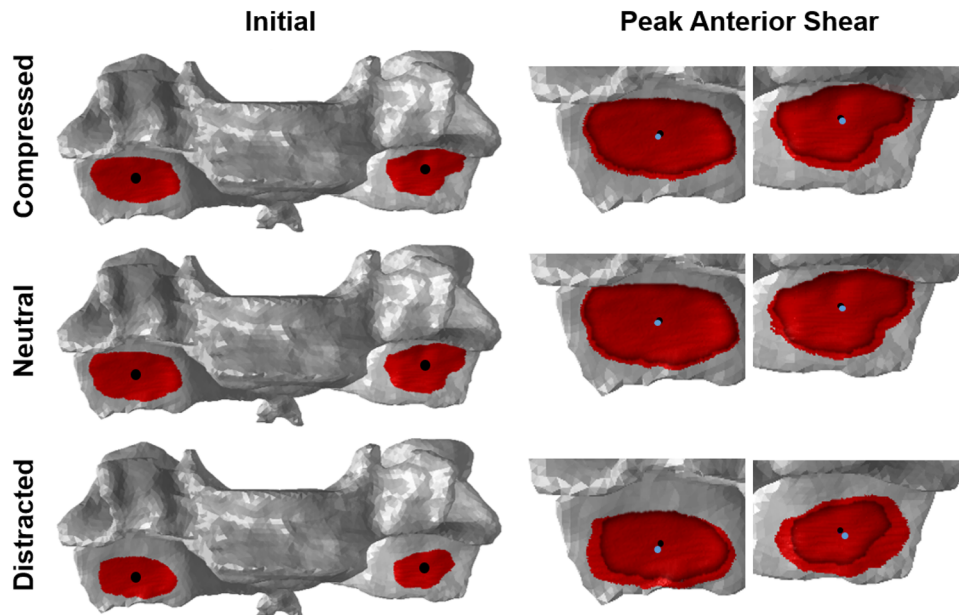 Initial
Peak Anterior Shear
Compressed
Neutral
Distracted